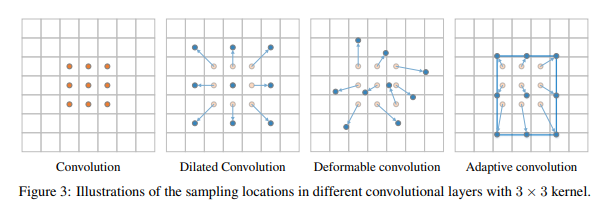 Convolution
Dilated Convolution
Deformable convolution
Adaptive convolution
Figure 3: Illustrations of the sampling locations in different convolutional layers with 3 × 3 kernel.